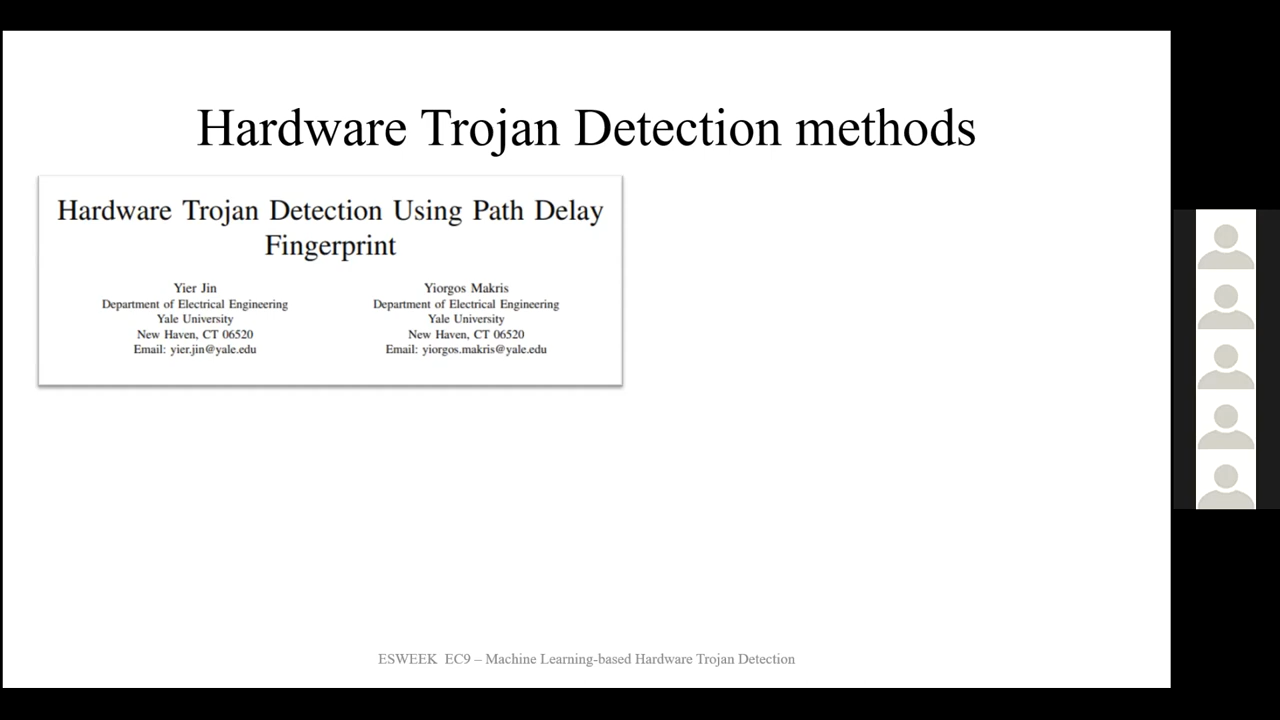 Hardware Trojan Detection methods
Hardware Trojan Detection Using Path Delay
Fingerprint
Yier Jin
Department of Electrical Engineering
Yale University
New Haven, CT 06520
Email: yier.jin@yale.edu
Yiorgos Makris
Department of Electrical Engineering
Yale University
New Haven, CT 06520
Email: yiorgos.makris@yale.edu
ESWEEK EC9 – Machine Learning-based Hardware Trojan Detection